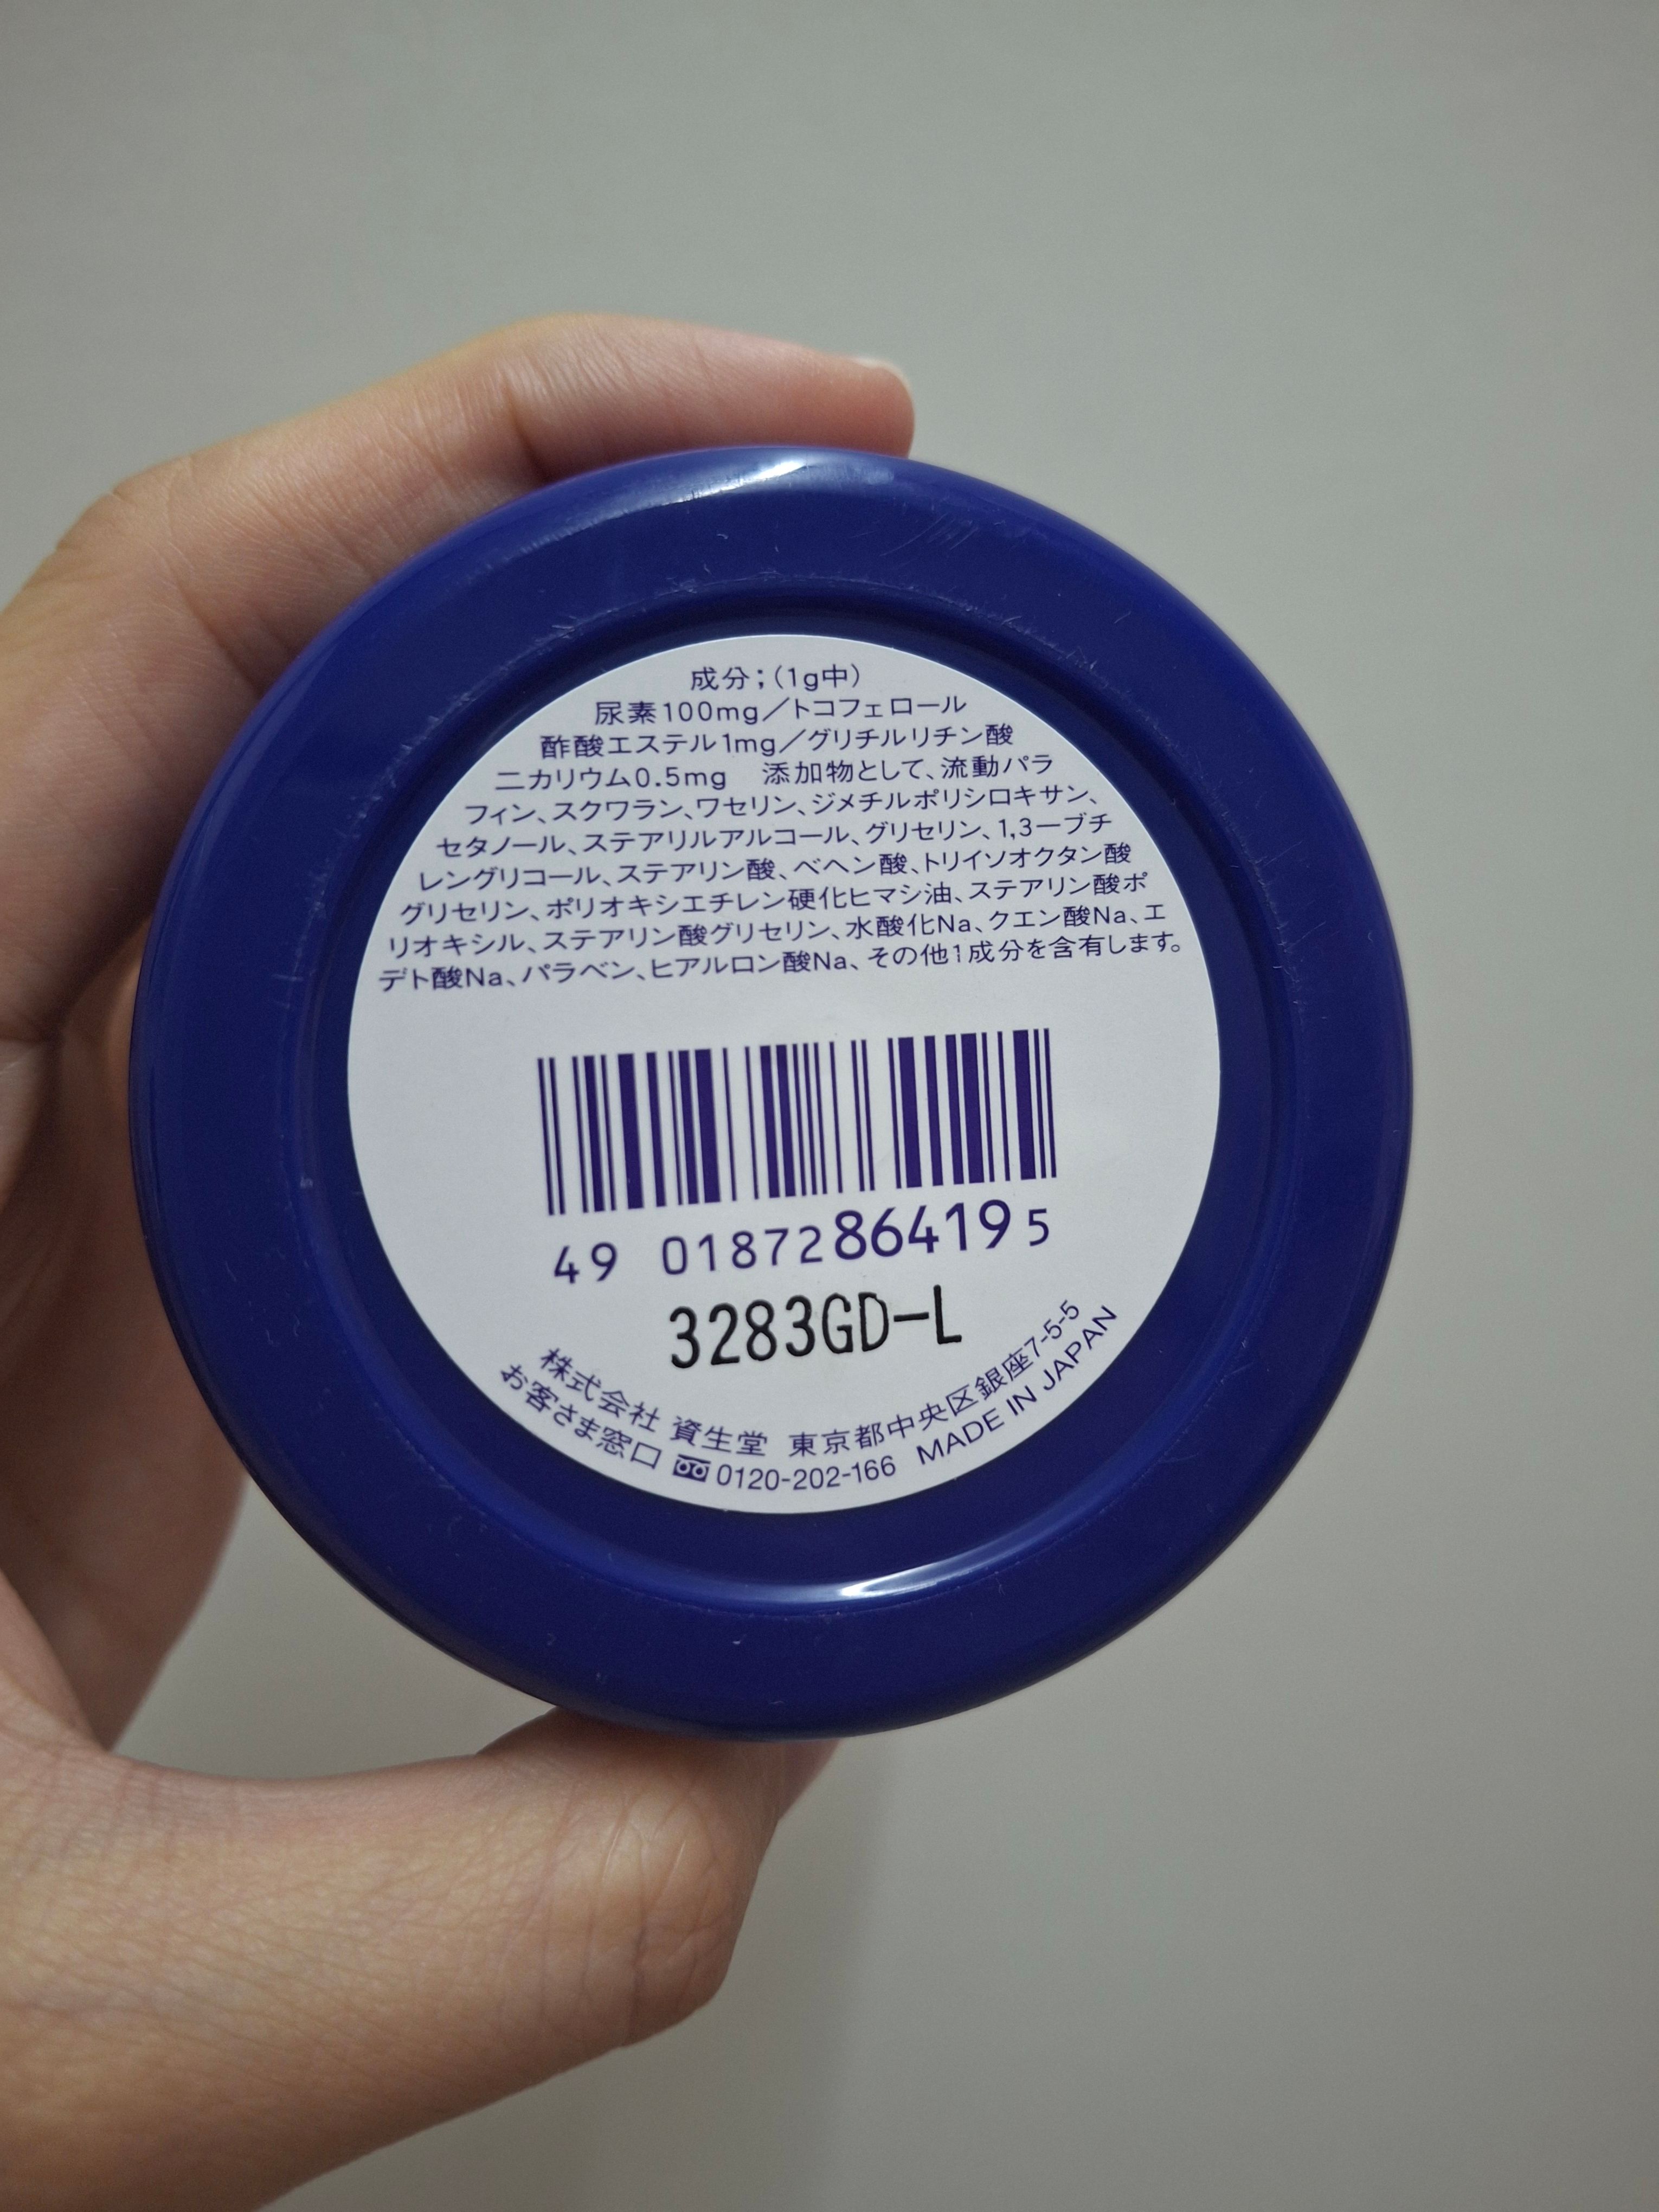 成分;(1g中)
尿素100mg/トコフェロール
酢酸エステル1mg/グリチルリチン酸
二カリウム0.5mg　添加物として、流動パラ
フィン、スクワラン、ワセリン、ジメチルポリシロキサン、
セタノール、ステアリルアルコール、グリセリン、1,3ーブチ
レングリコール、ステアリン酸、ベヘン酸、トリイソオクタン酸
グリセリン、ポリオキシエチレン硬化ヒマシ油、ステアリン酸ポ
リオキシル、ステアリン酸グリセリン、水酸化Na、クエン酸Na、エ
デト酸Na、パラベン、ヒアルロン酸Na、その他1成分を含有します。
49 01872864195
3283GD-L
株式会社 資生堂 東京都中央区銀座7-5-5
お客さま窓口 0120-202-166 MADE IN JAPAN